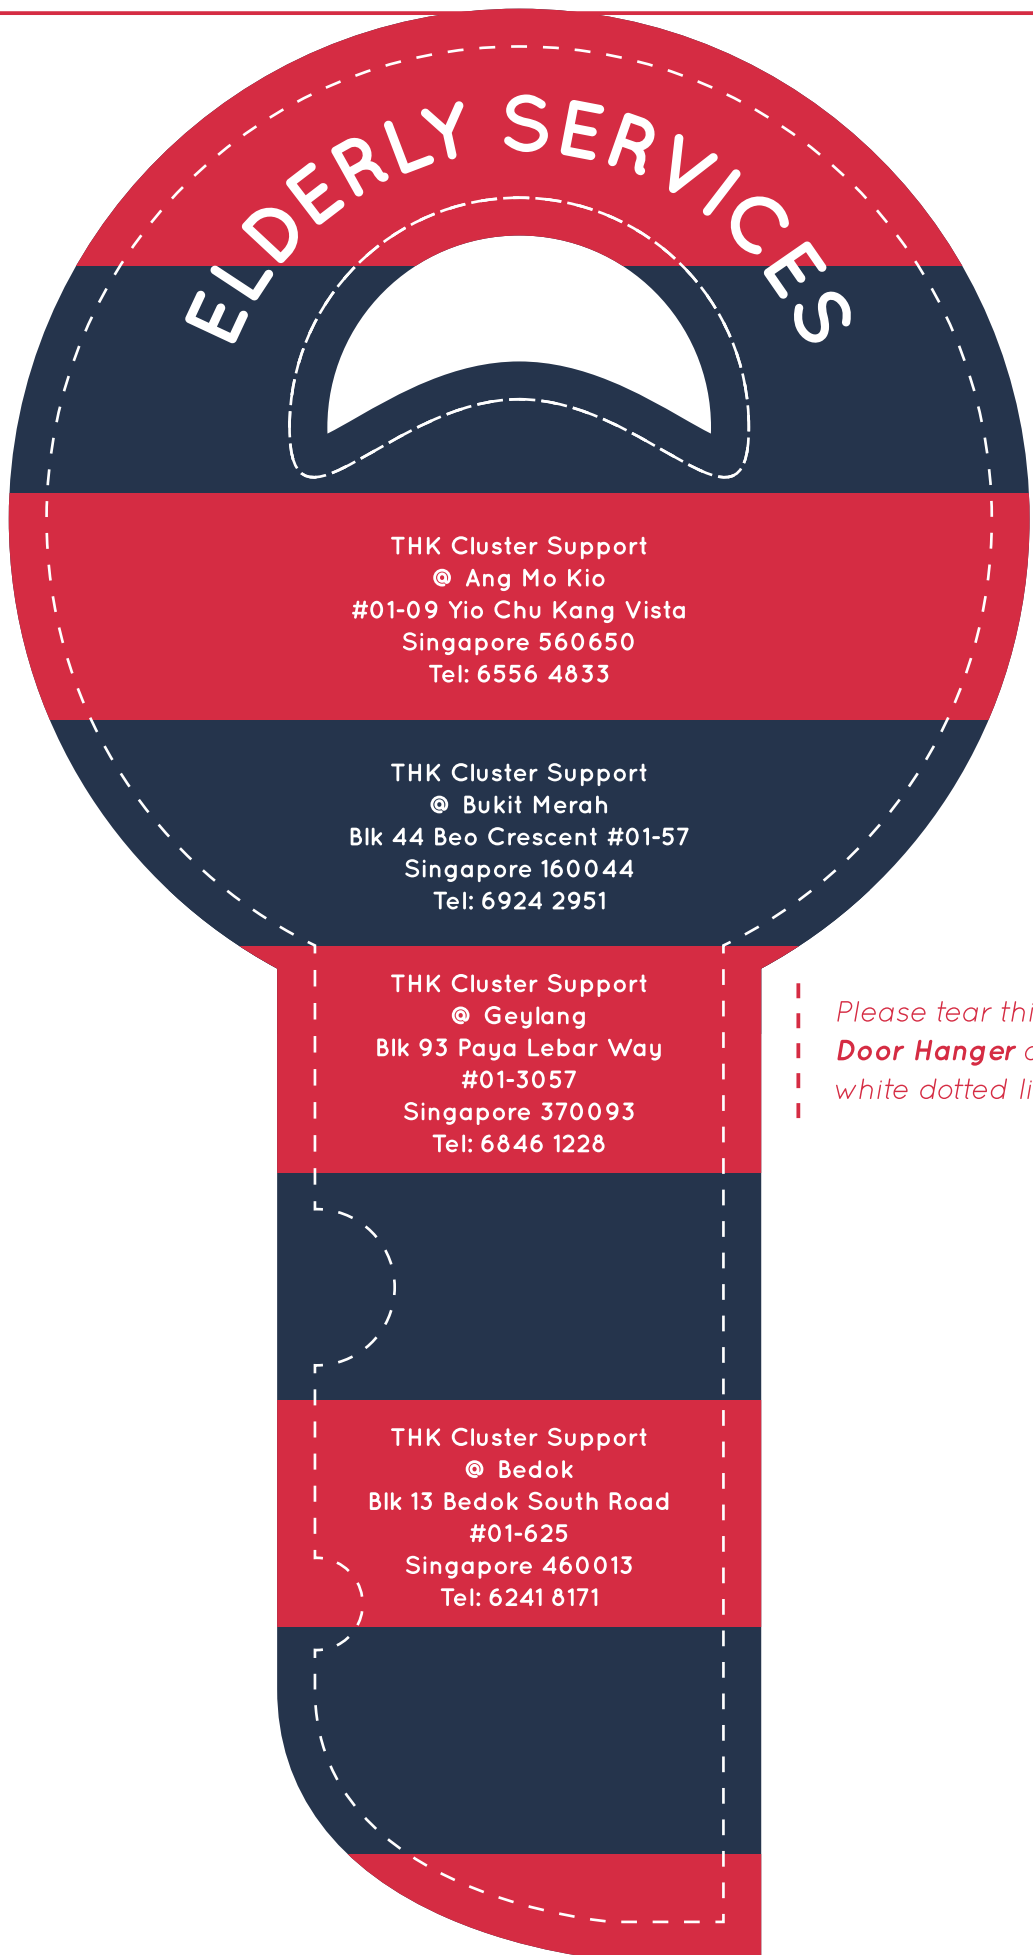 ELDERLY SERVICES
THK Cluster Support
@ Ang Mo Kio
#01-09 Yio Chu Kang Vista
Singapore 560650
Tel: 6556 4833
THK Cluster Support
@ Bukit Merah
Blk 44 Beo Crescent #01-57
Singapore 160044
Tel: 6924 2951
THK Cluster Support
@ Geylang
Blk 93 Paya Lebar Way
#01-3057
Singapore 370093
Tel: 6846 1228
Please tear
Door Hanger
white dotted
THK Cluster Support
@ Bedok
Blk 13 Bedok South Road
#01-625
Singapore 460013
Tel: 6241 8171